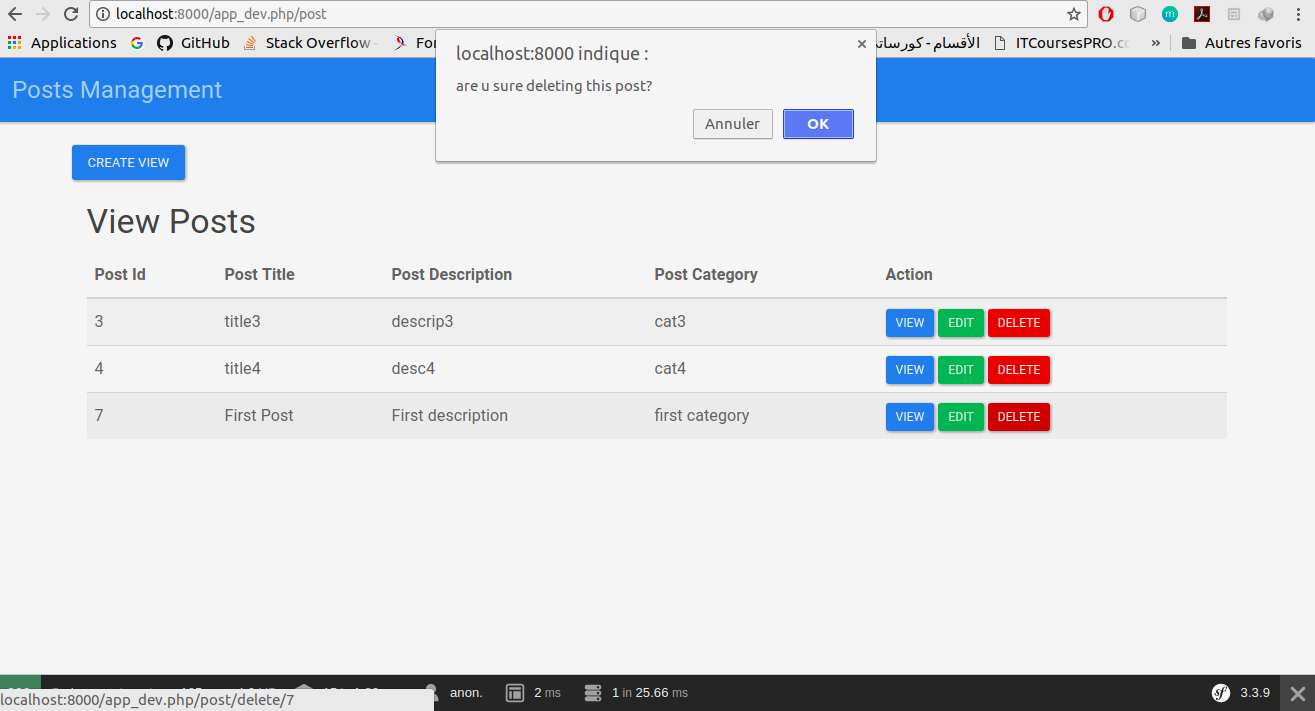 localhost:8000/app_dev.php/post
Applications
GitHub
Stack Overflow -
For
الأقسام - كورساتي
ITCoursesPRO.co
»
Autres favoris
Posts Management
localhost:8000 indique :
are u sure deleting this post?
Annuler
OK
CREATE VIEW
View Posts
Post Id Post Title Post Description Post Category Action
3 title3 descrip3 cat3 VIEW EDIT DELETE
4 title4 desc4 cat4 VIEW EDIT DELETE
7 First Post First description first category VIEW EDIT DELETE
anon.
2 ms
1 in 25.66 ms
sf 3.3.9
localhost:8000/app_dev.php/post/delete/7